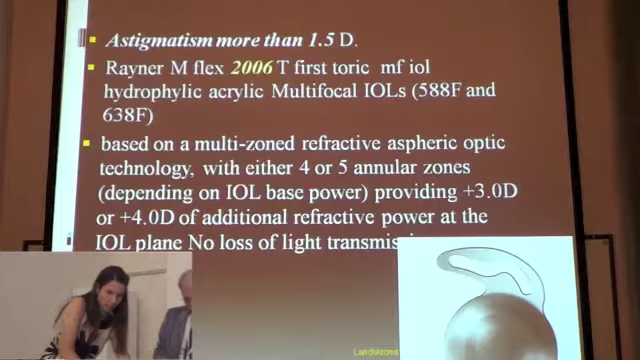 Astigmatism more than 1.5 D.
Rayner M flex 2006 T first toric mf iol
hydrophylic acrylic Multifocal IOLs (588F and
638F)
based on a multi-zoned refractive aspheric optic
technology, with either 4 or 5 annular zones
(depending on IOL base power) providing +3.0D
or +4.0D of additional refractive power at the
IOL plane No loss of light
Landskrona